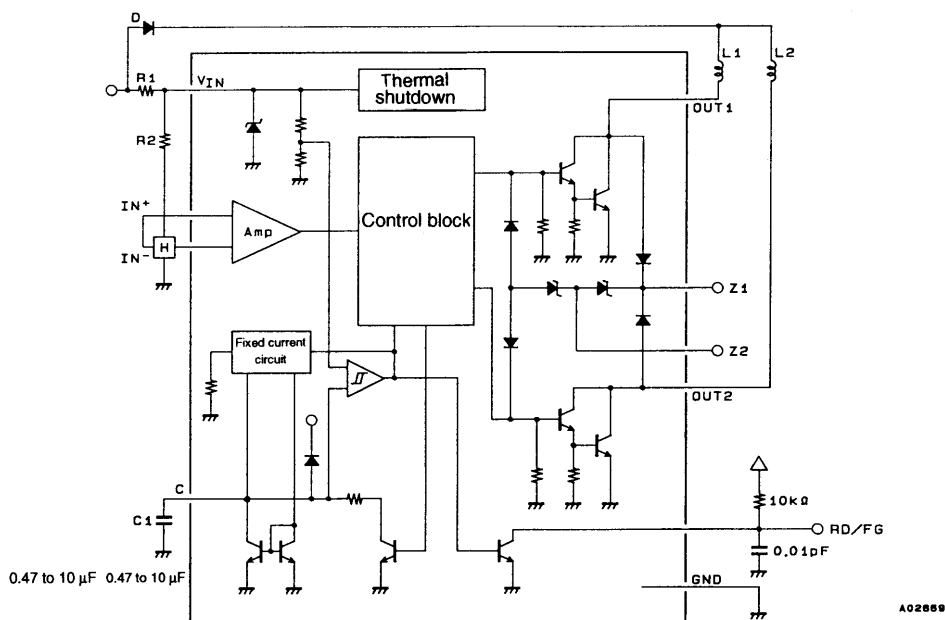 D
L1
L2
R1
VIN
Thermal
shutdown
OUT1
R2
IN+
Amp
Control block
H
IN-
Z1
Fixed current
circuit
Z2
OUT2
C
10kΩ
C1
RD/FG
0.01pF
0.47 to 10 µF 0.47 to 10 µF
GND
A02669